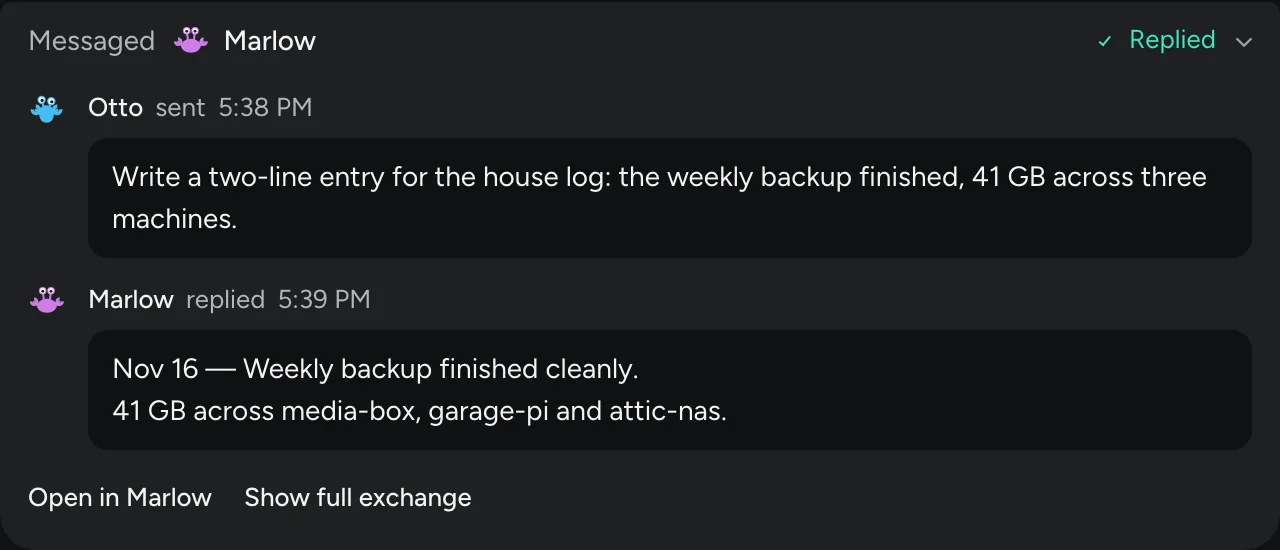 Messaged Marlow
Replied
Otto sent 5:38 PM
Write a two-line entry for the house log: the weekly backup finished, 41 GB across three
machines.
Marlow replied 5:39 PM
Nov 16 — Weekly backup finished cleanly.
41 GB across media-box, garage-pi and attic-nas.
Open in Marlow Show full exchange